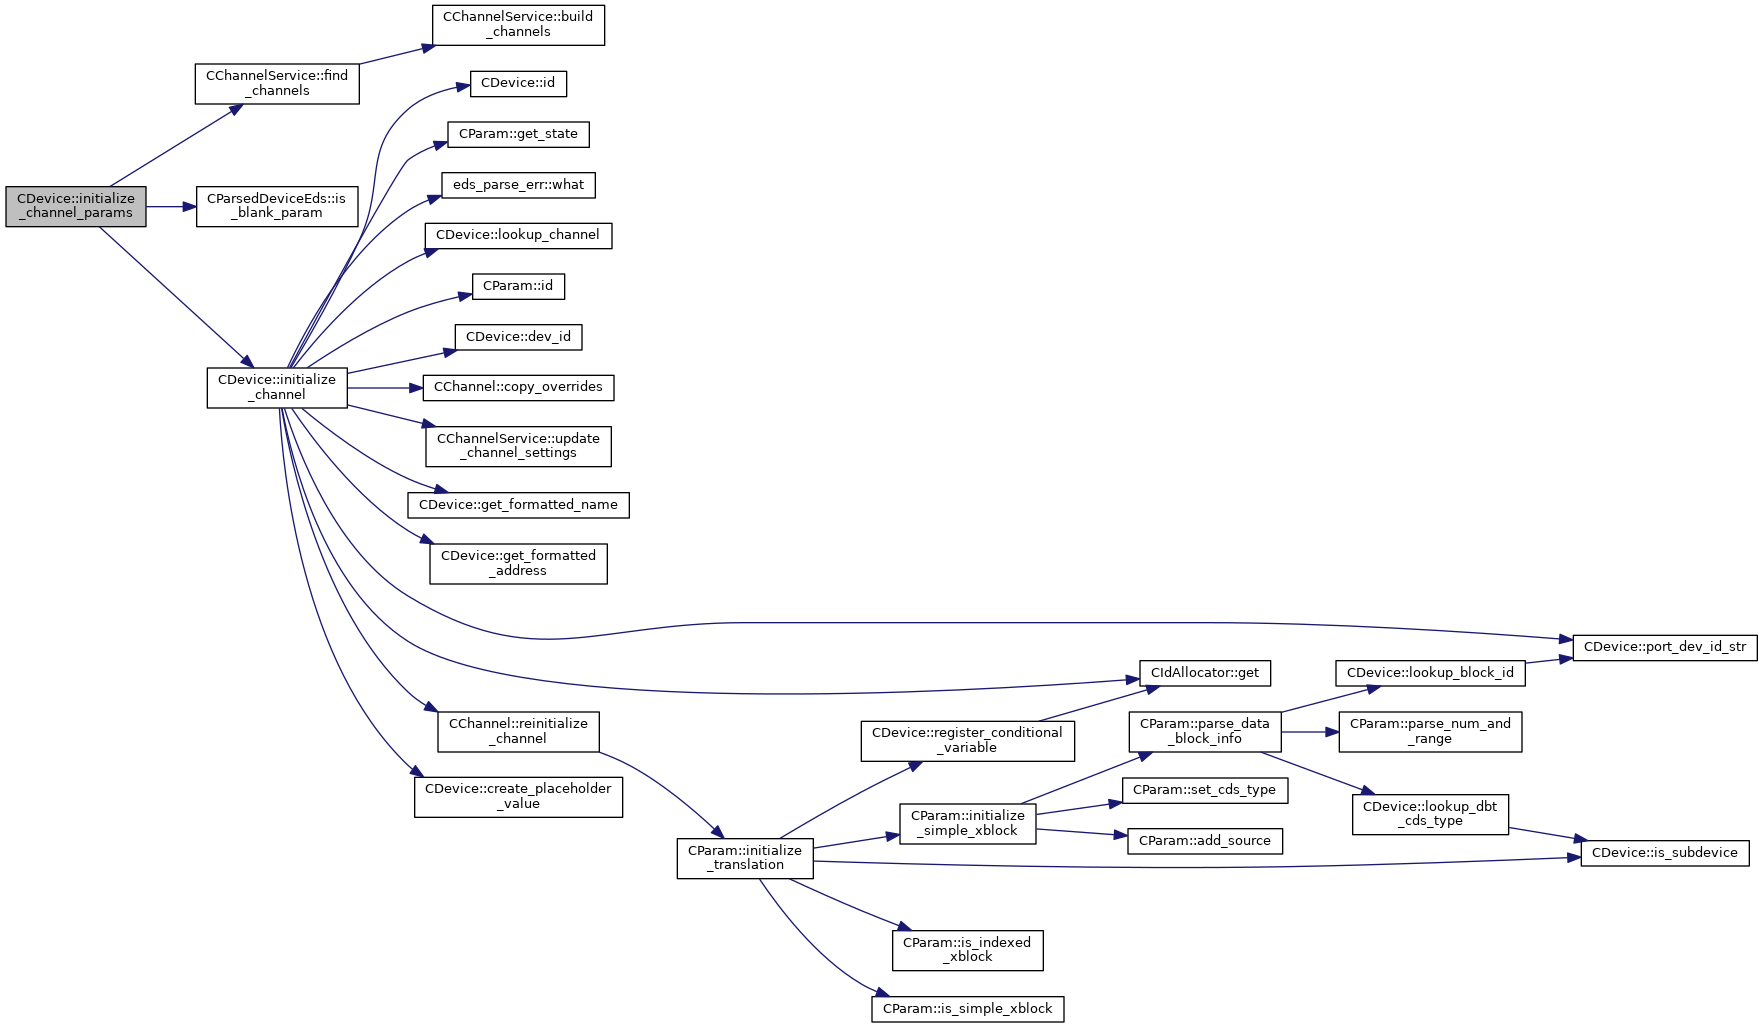 CChannelService::build
_channels
CChannelService::find
_channels
CDevice::id
CParam::get_state
eds_parse_err::what
CDevice::initialize
_channel_params
CParsedDeviceEds::is
_blank_param
CDevice::lookup_channel
CParam::id
CDevice::dev_id
CDevice::initialize
_channel
CChannel::copy_overrides
CChannelService::update
_channel_settings
CDevice::get_formatted_name
CDevice::get_formatted
_address
CDevice::port_dev_id_str
CIdAllocator::get
CDevice::lookup_block_id
CChannel::reinitialize
_channel
CDevice::register_conditional
_variable
CParam::parse_data
_block_info
CParam::parse_num_and
_range
CDevice::create_placeholder
_value
CParam::set_cds_type
CDevice::lookup_dbt
_cds_type
CParam::initialize
_simple_xblock
CParam::add_source
CParam::initialize
_translation
CDevice::is_subdevice
CParam::is_indexed
_xblock
CParam::is_simple_xblock